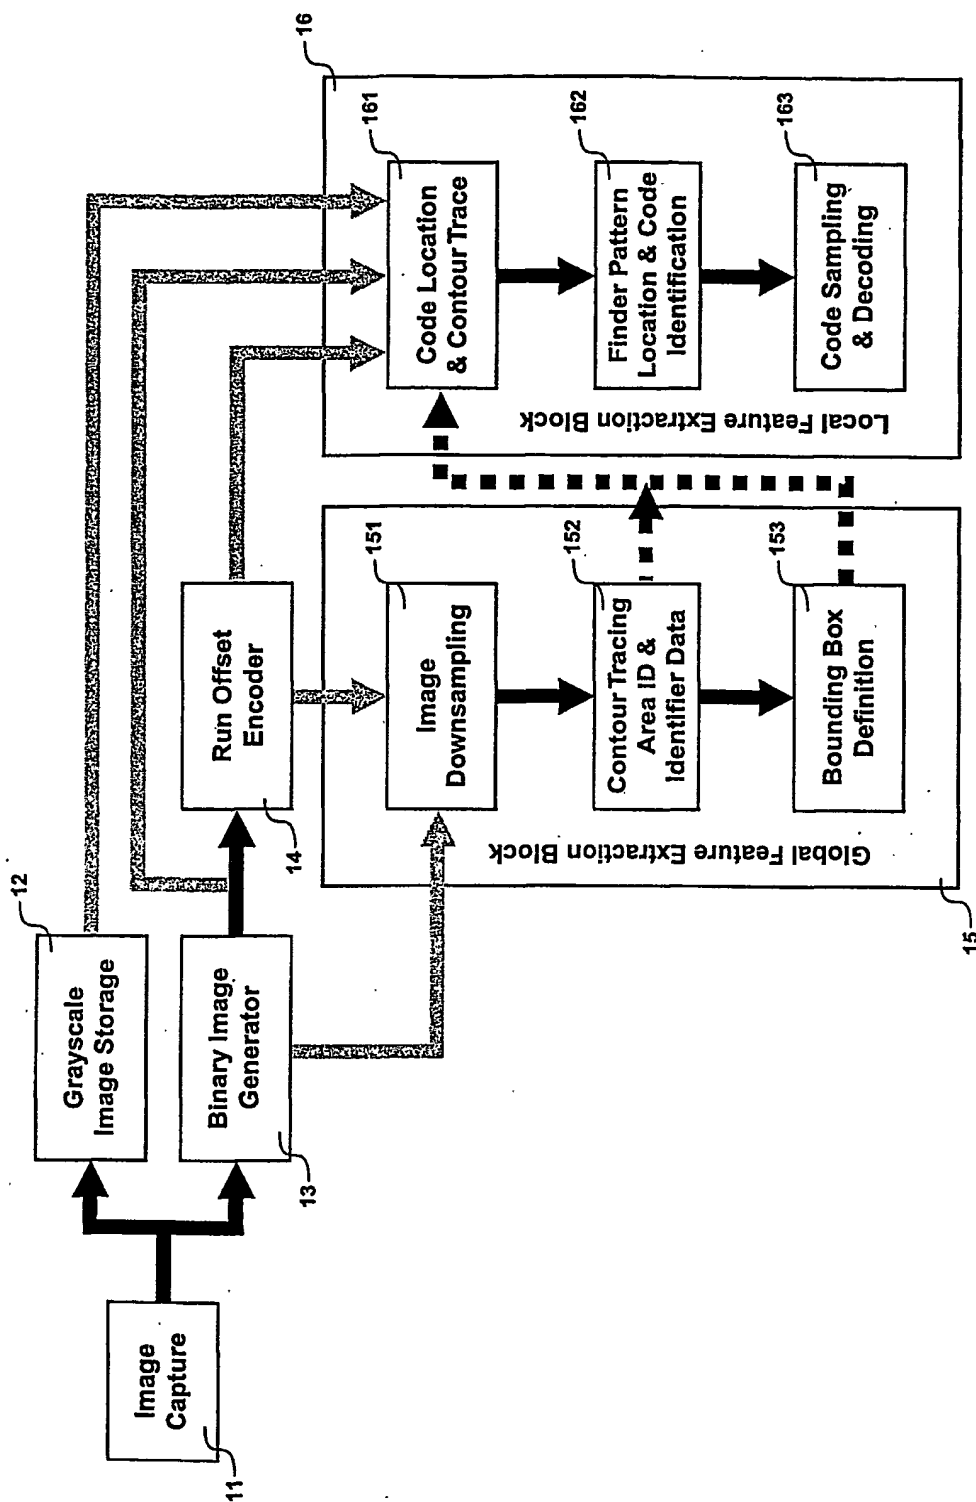 Image
Capture
11
Grayscale
Image Storage
12
Binary Image
Generator
13
Run Offset
Encoder
14
Global Feature Extraction Block
15
Image
Downsampling
151
Contour Tracing
Area ID &
Identifier Data
152
Bounding Box
Definition
153
Local Feature Extraction Block
16
Code Location
& Contour Trace
161
Finder Pattern
Location & Code
Identification
162
Code Sampling
& Decoding
163